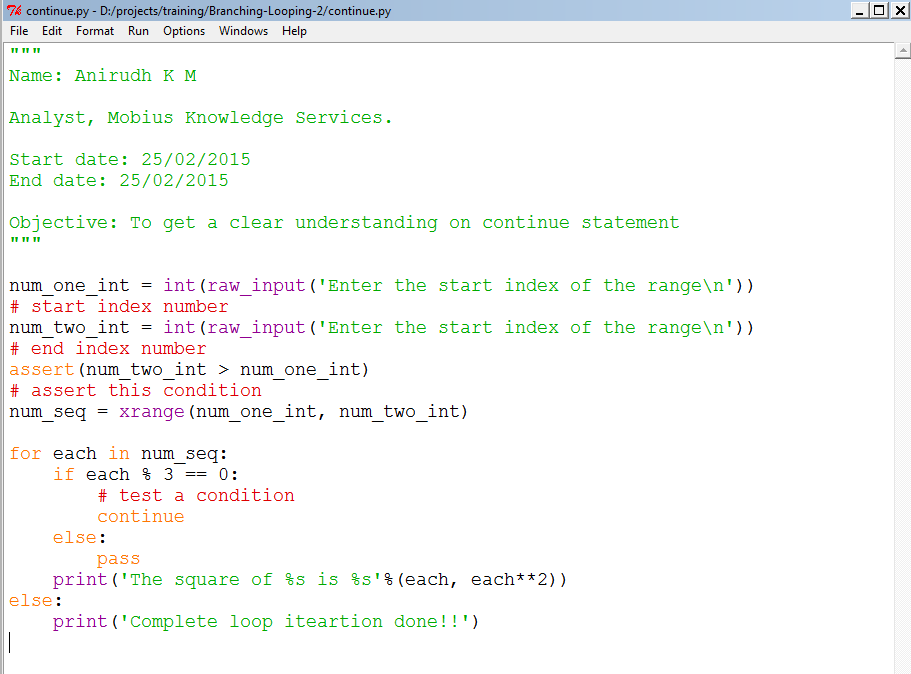 continue.py - D:/projects/training/Branching-Looping-2/continue.py
File Edit Format Run Options Windows Help
"""
Name: Anirudh K M

Analyst, Mobius Knowledge Services.

Start date: 25/02/2015
End date: 25/02/2015

Objective: To get a clear understanding on continue statement
"""

num_one_int = int(raw_input('Enter the start index of the range\n'))
# start index number
num_two_int = int(raw_input('Enter the start index of the range\n'))
# end index number
assert(num_two_int > num_one_int)
# assert this condition
num_seq = xrange(num_one_int, num_two_int)

for each in num_seq:
    if each % 3 == 0:
        # test a condition
        continue
    else:
        pass
    print('The square of %s is %s'%(each, each**2))
else:
    print('Complete loop iteartion done!!')